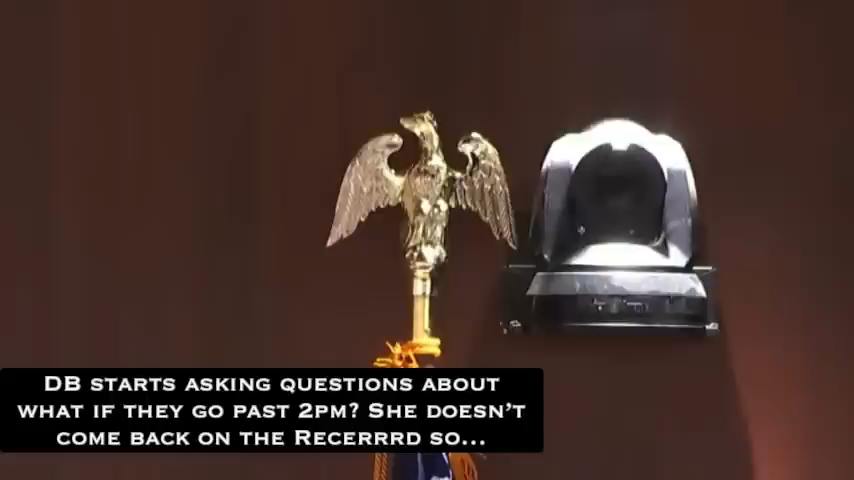 DB starts asking questions about
what if they go past 2pm? She doesn't
come back on the Recerrrd so...